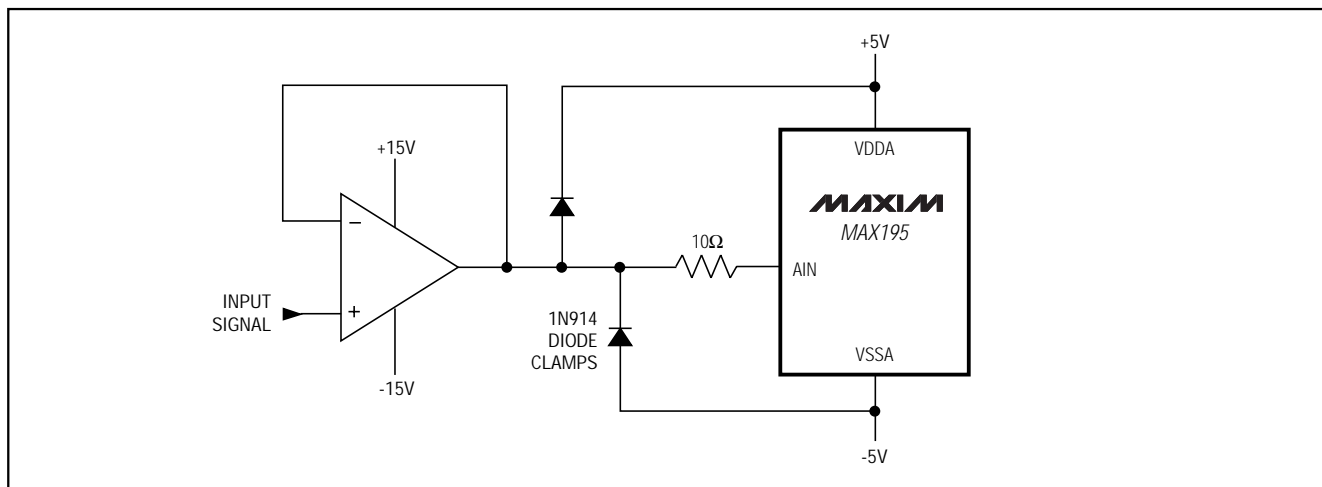 +5V
+15V
VDDA
MAXIM
MAX195
−
10Ω
AIN
INPUT
SIGNAL
+
1N914
DIODE
CLAMPS
VSSA
-15V
-5V